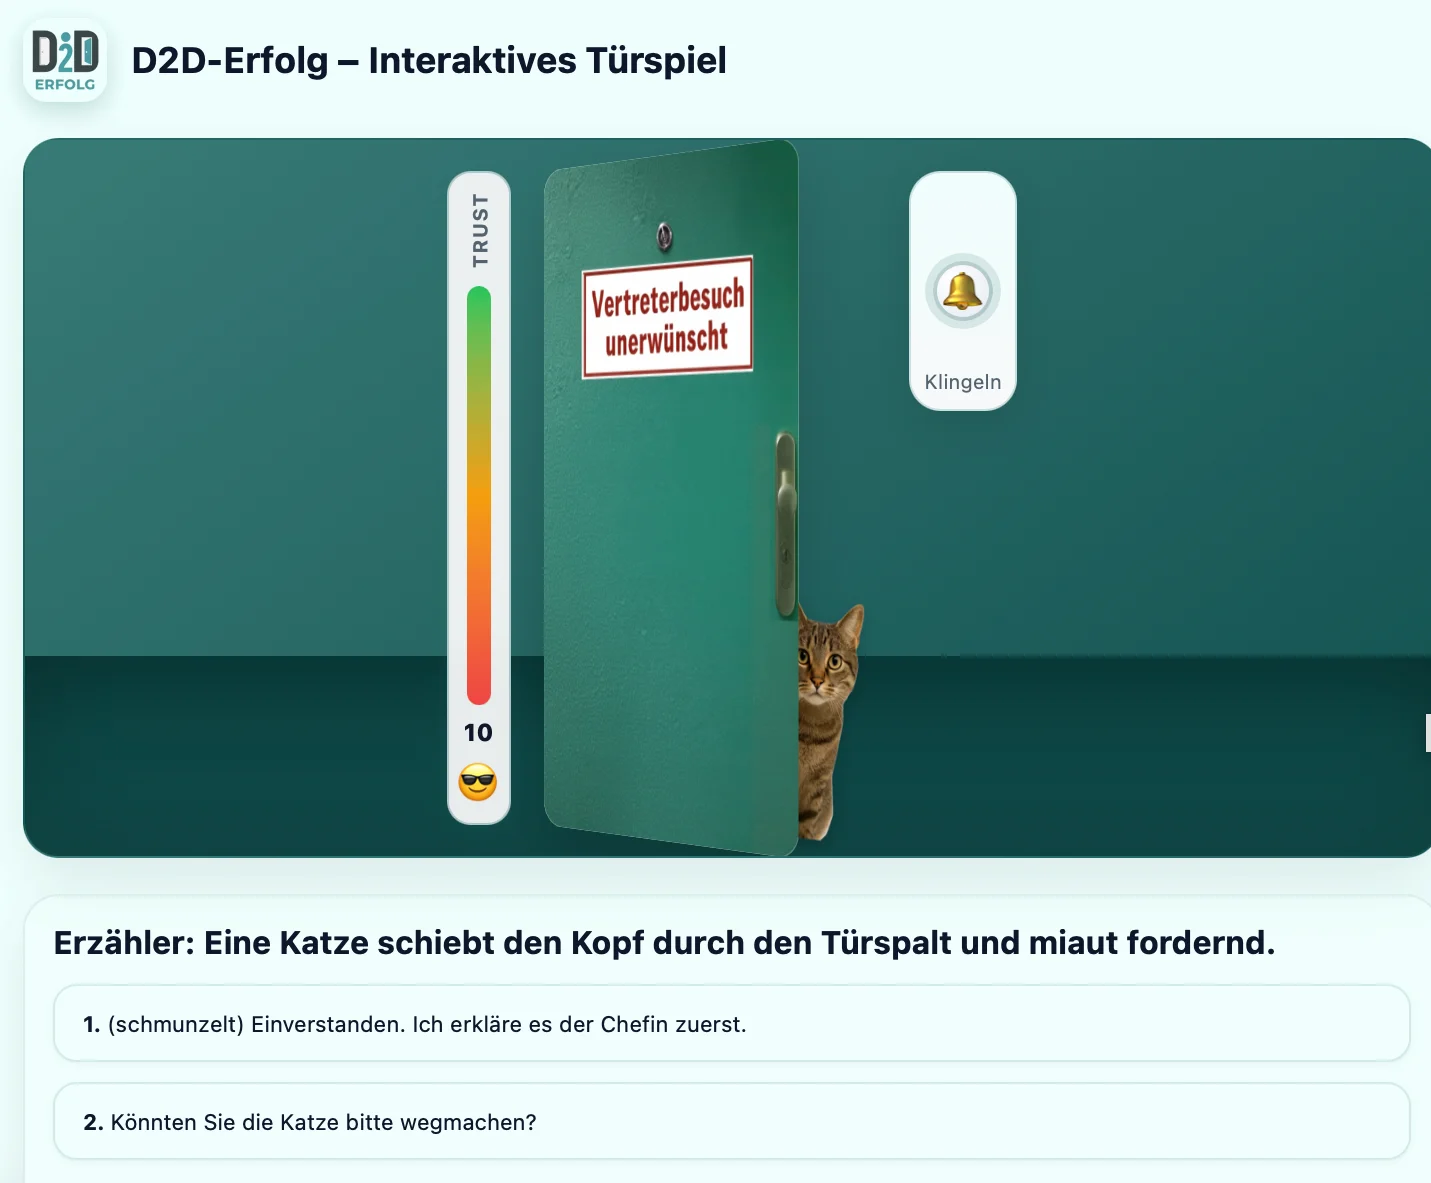 D2D
ERFOLG
D2D-Erfolg – Interaktives Türspiel
TRUST
10
Vertreterbesuch
unerwünscht
Klingeln
Erzähler: Eine Katze schiebt den Kopf durch den Türspalt und miaut fordernd.
1. (schmunzelt) Einverstanden. Ich erkläre es der Chefin zuerst.
2. Könnten Sie die Katze bitte wegmachen?